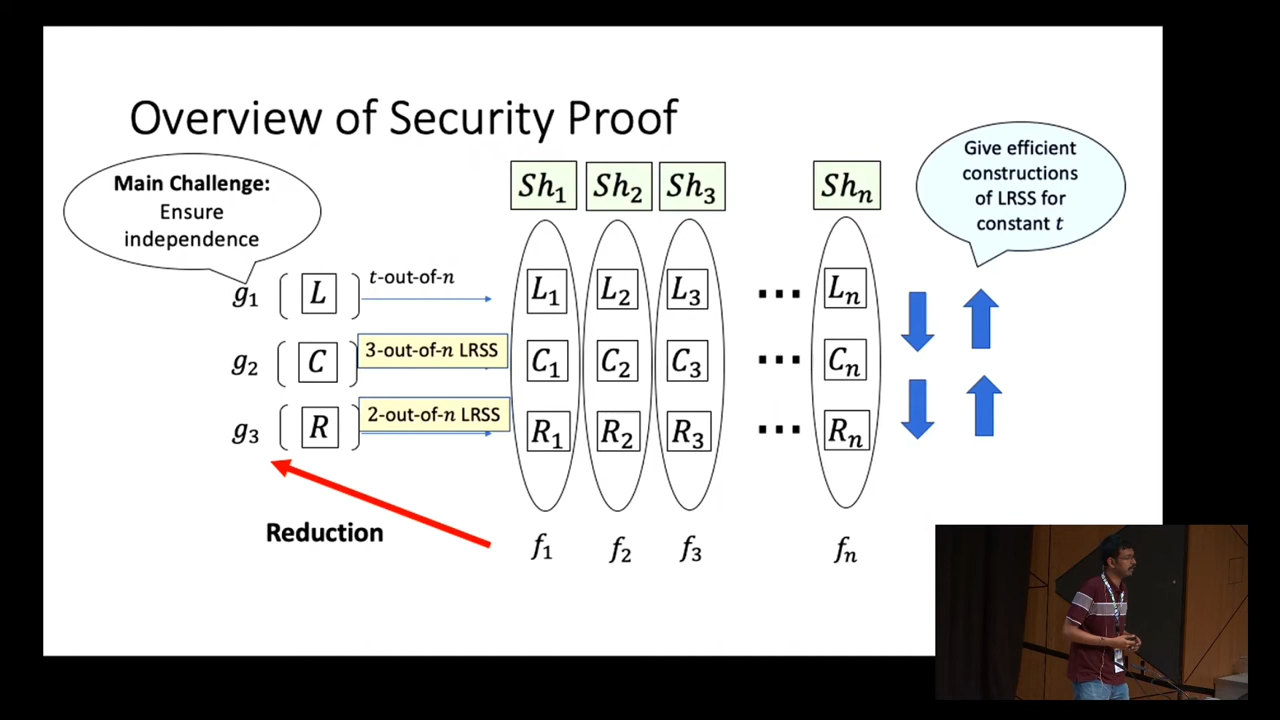 Overview of Security Proof
Main Challenge:
Ensure
independence
Sh₁ Sh₂ Sh₃ Shₙ
Give efficient
constructions
of LRSS for
constant t
g₁ ( L ) t-out-of-n L₁ L₂ L₃ ... Lₙ
g₂ ( C ) 3-out-of-n LRSS C₁ C₂ C₃ ... Cₙ
g₃ ( R ) 2-out-of-n LRSS R₁ R₂ R₃ ... Rₙ
Reduction
f₁ f₂ f₃ fₙ